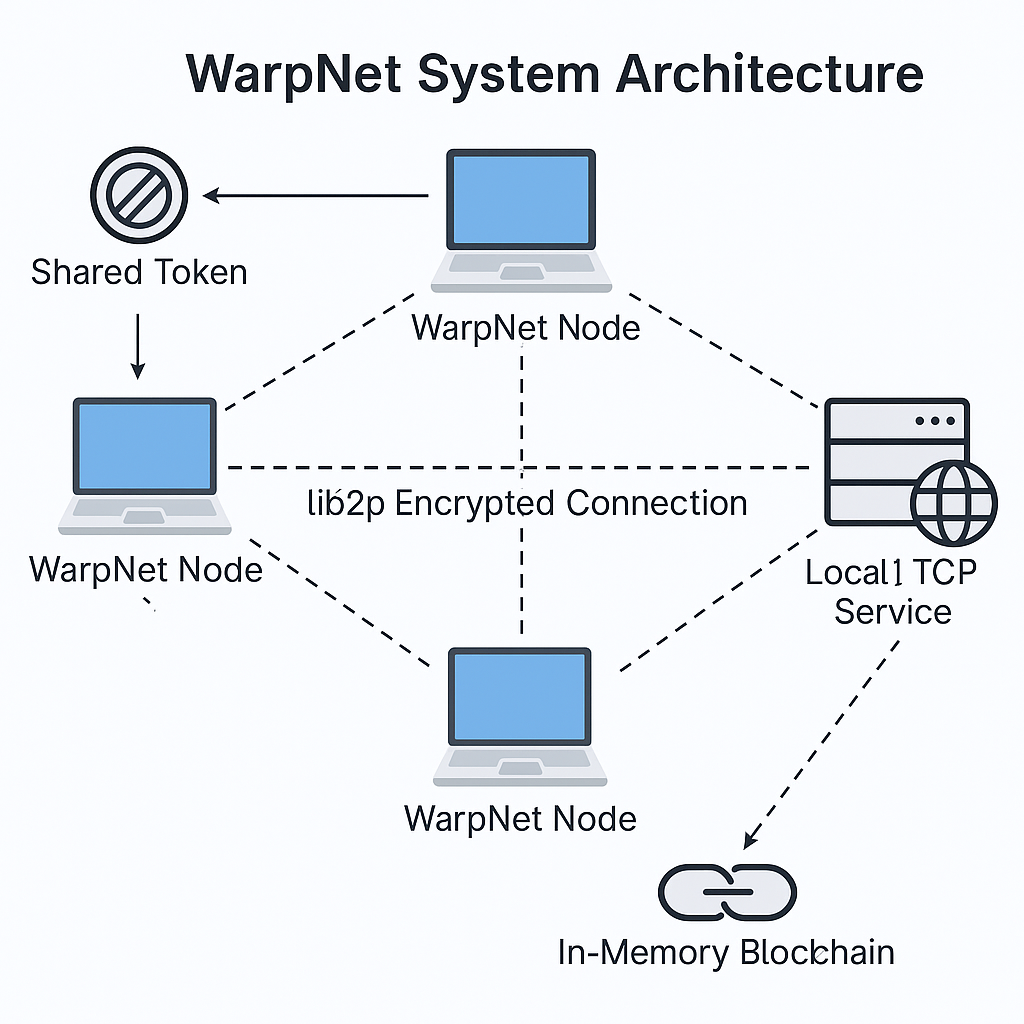 WarpNet System Architecture
Shared Token
WarpNet Node
lib2p Encrypted Connection
WarpNet Node
Local1 TCP
Service
WarpNet Node
In-Memory Blockchain